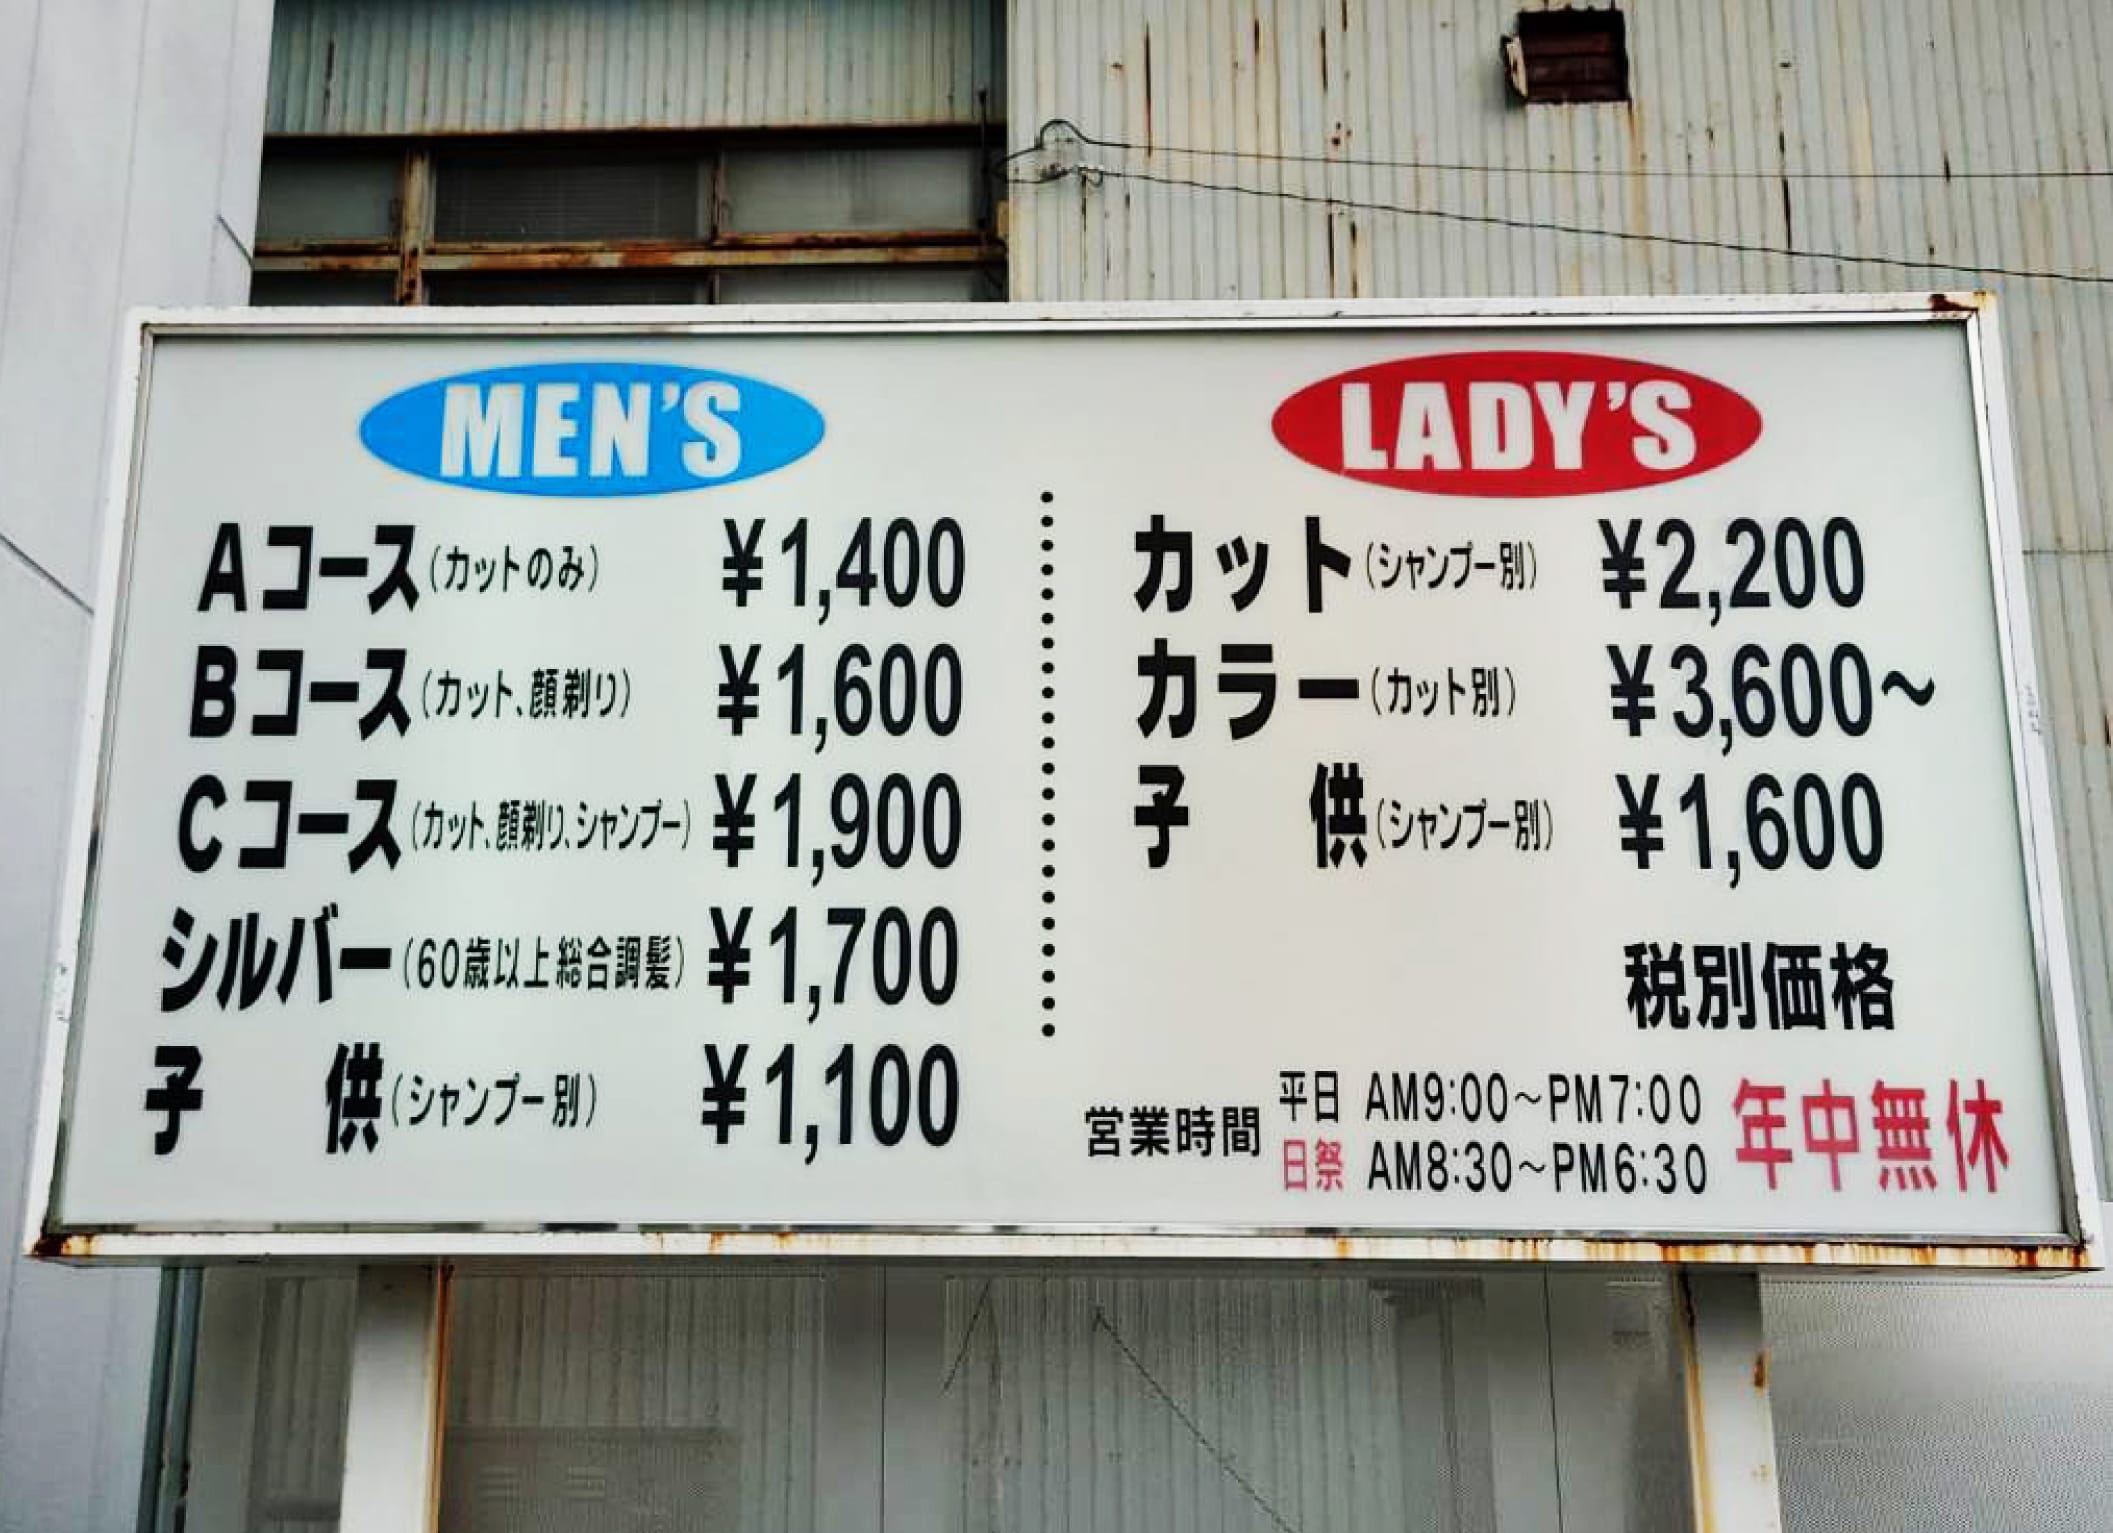 MEN'S
Aコース(カットのみ) ¥1,400
Bコース(カット、顔剃り) ¥1,600
Cコース(カット、顔剃り、シャンプー) ¥1,900
シルバー(60歳以上総合調髪) ¥1,700
子 供(シャンプー別) ¥1,100
LADY'S
カット(シャンプー別) ¥2,200
カラー(カット別) ¥3,600〜
子 供(シャンプー別) ¥1,600
税別価格
営業時間 平日 AM9:00〜PM7:00
日祭 AM8:30〜PM6:30
年中無休